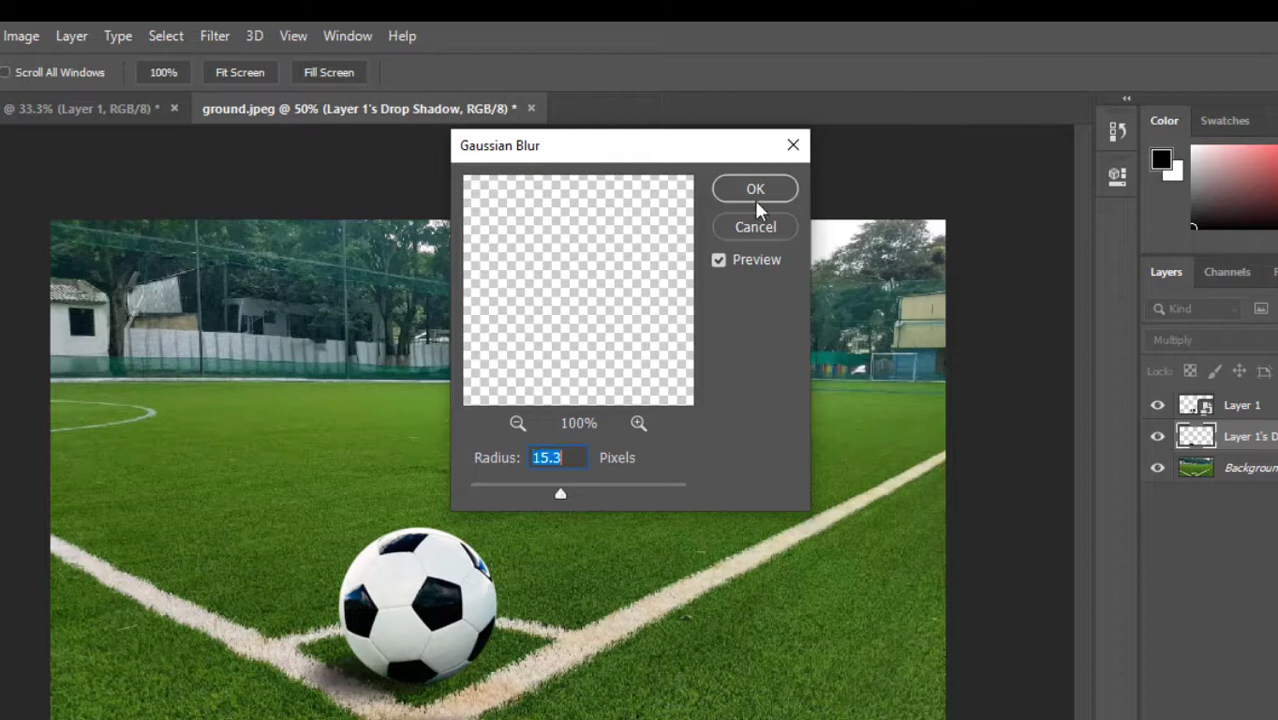 Image Layer Type Select Filter 3D View Window Help
Scroll All Windows 100% Fit Screen Fill Screen
@ 33.3% (Layer 1, RGB/8) * × ground.jpeg @ 50% (Layer 1's Drop Shadow, RGB/8) * ×
Color Swatches
Gaussian Blur
OK
Cancel
Preview
100%
Radius: 15.3 Pixels
Layers Channels
Kind
Multiply
Lock:
Layer 1
Layer 1's D
Backgroun